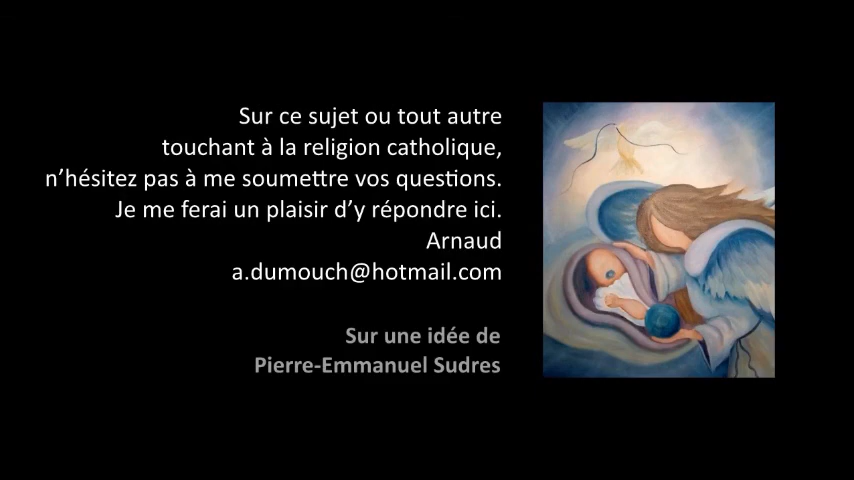 Sur ce sujet ou tout autre
touchant à la religion catholique,
n’hésitez pas à me soumettre vos questions.
Je me ferai un plaisir d’y répondre ici.
Arnaud
a.dumouch@hotmail.com
Sur une idée de
Pierre-Emmanuel Sudres